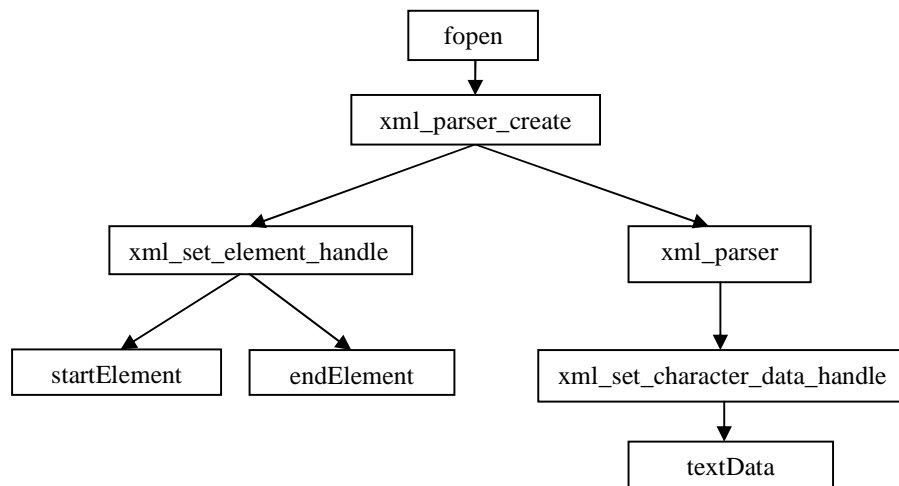 fopen
xml_parser_create
xml_set_element_handle
xml_parser
startElement
endElement
xml_set_character_data_handle
textData